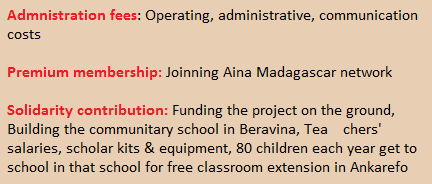 Admnistration fees: Operating, administrative, communication
costs
Premium membership: Joinning Aina Madagascar network
Solidarity contribution: Funding the project on the ground,
Building the communitary school in Beravina, Tea    chers'
salaries, scholar kits & equipment, 80 children each year get to
school in that school for free classroom extension in Ankarefo